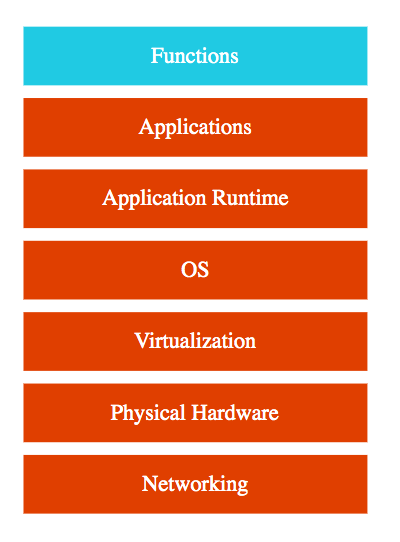 Functions
Applications
Application Runtime
OS
Virtualization
Physical Hardware
Networking